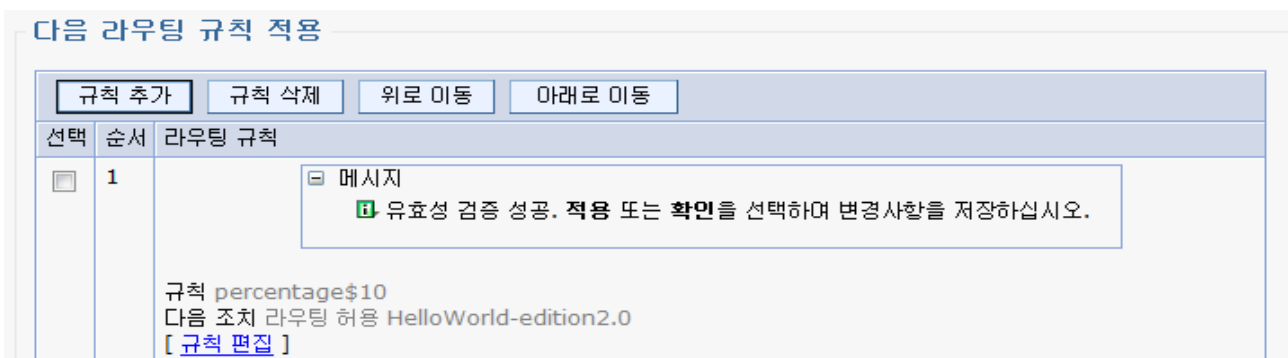 다음 라우팅 규칙 적용
규칙 추가 규칙 삭제 위로 이동 아래로 이동
선택 순서 라우팅 규칙
1
메시지
유효성 검증 성공. 적용 또는 확인을 선택하여 변경사항을 저장하십시오.
규칙 percentage$10
다음 조치 라우팅 허용 HelloWorld-edition2.0
[ 규칙 편집 ]